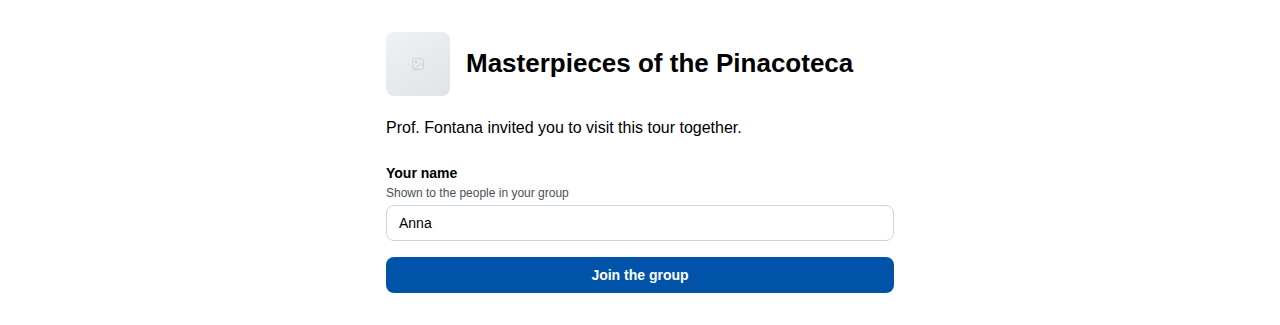 Masterpieces of the Pinacoteca
Prof. Fontana invited you to visit this tour together.
Your name
Shown to the people in your group
Anna
Join the group